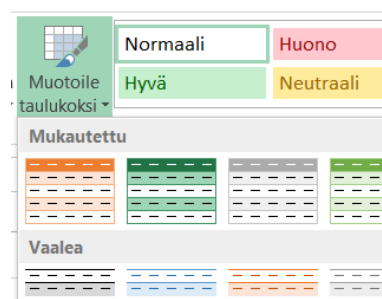 Normaali
Huono
Muotoile
taulukoksi
Hyvä
Neutraali
Mukautettu
Vaalea